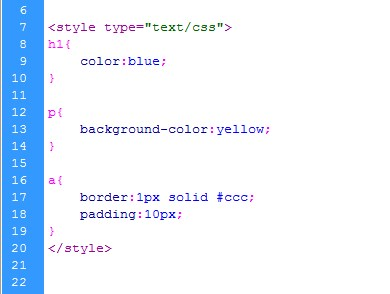 6
7 <style type="text/css">
8 h1{
9     color:blue;
10 }
11
12 p{
13     background-color:yellow;
14 }
15
16 a{
17     border:1px solid #ccc;
18     padding:10px;
19 }
20 </style>
21
22